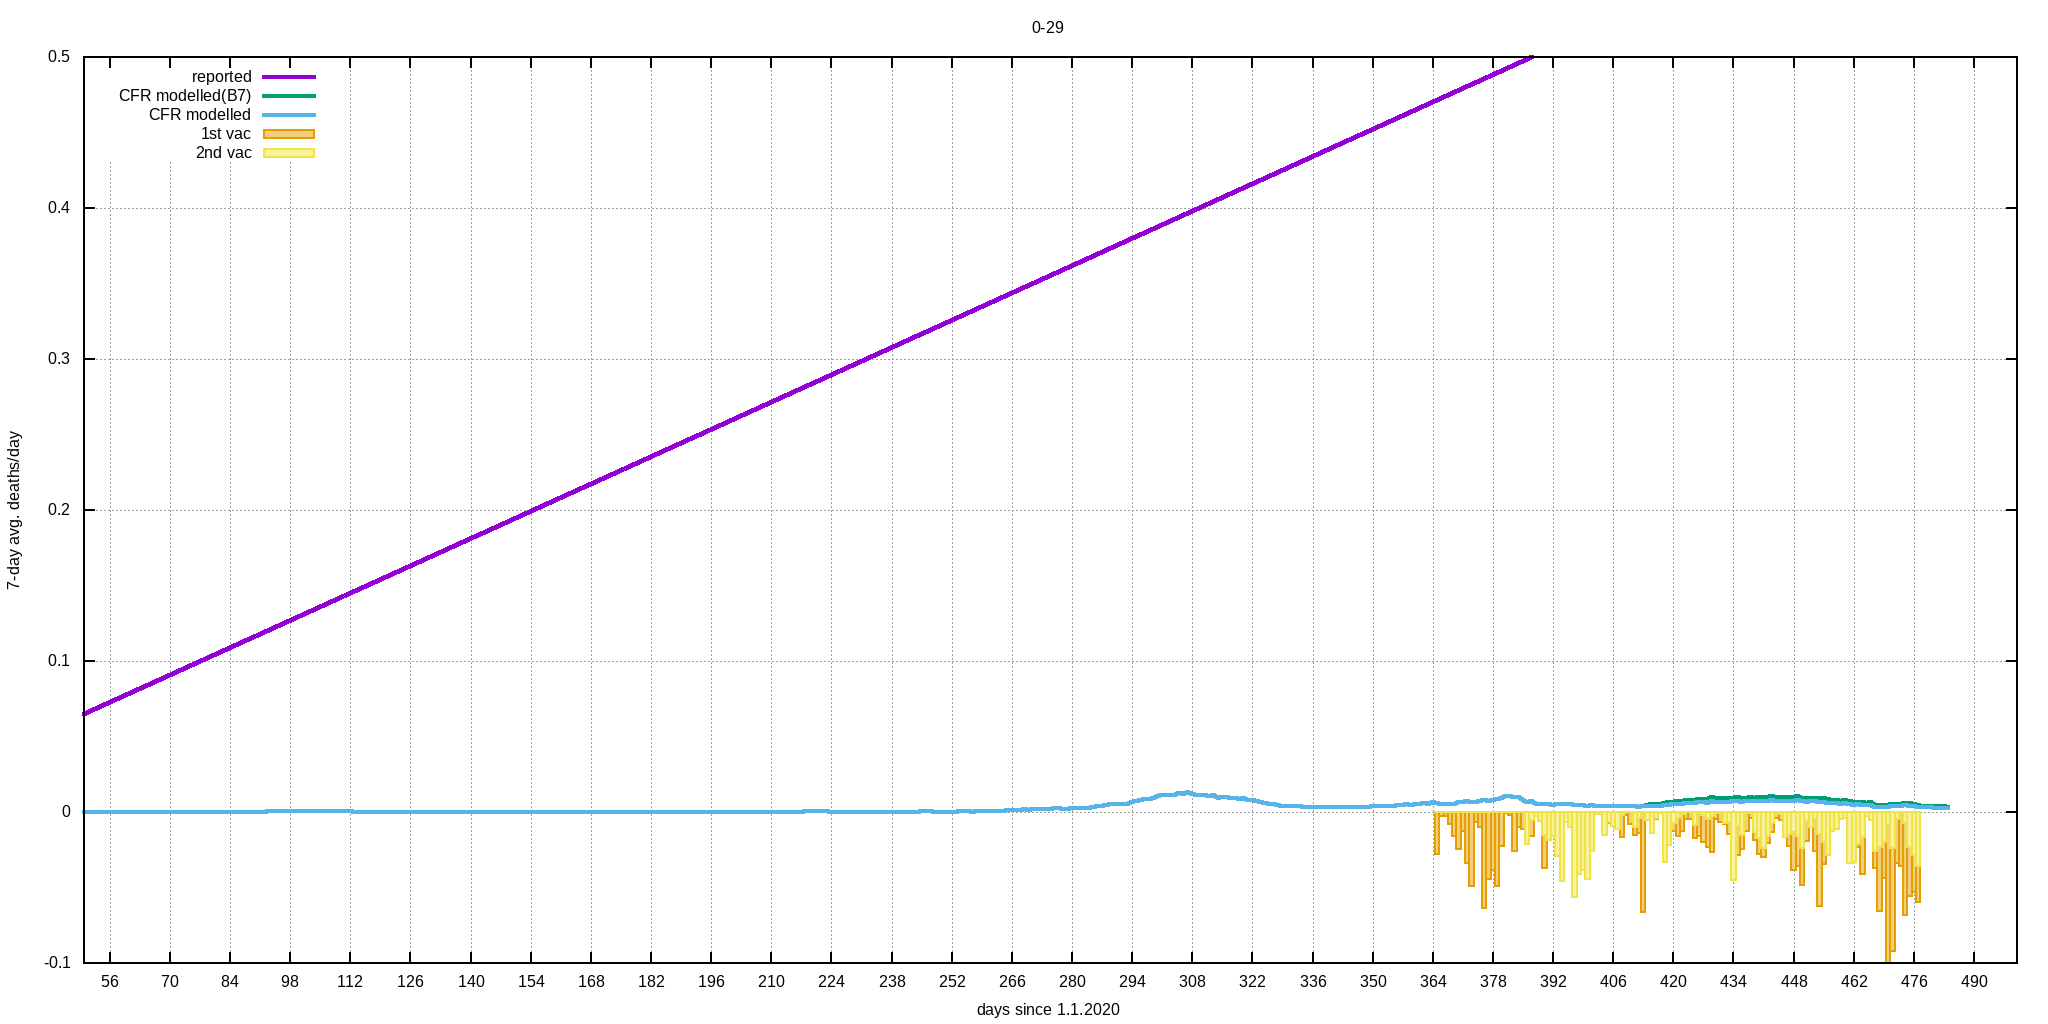 0-29
0.5
0.4
0.3
0.2
0.1
0
-0.1
7-day avg. deaths/day
reported
CFR modelled(B7)
CFR modelled
1st vac
2nd vac
56 70 84 98 112 126 140 154 168 182 196 210 224 238 252 266 280 294 308 322 336 350 364 378 392 406 420 434 448 462 476 490
days since 1.1.2020